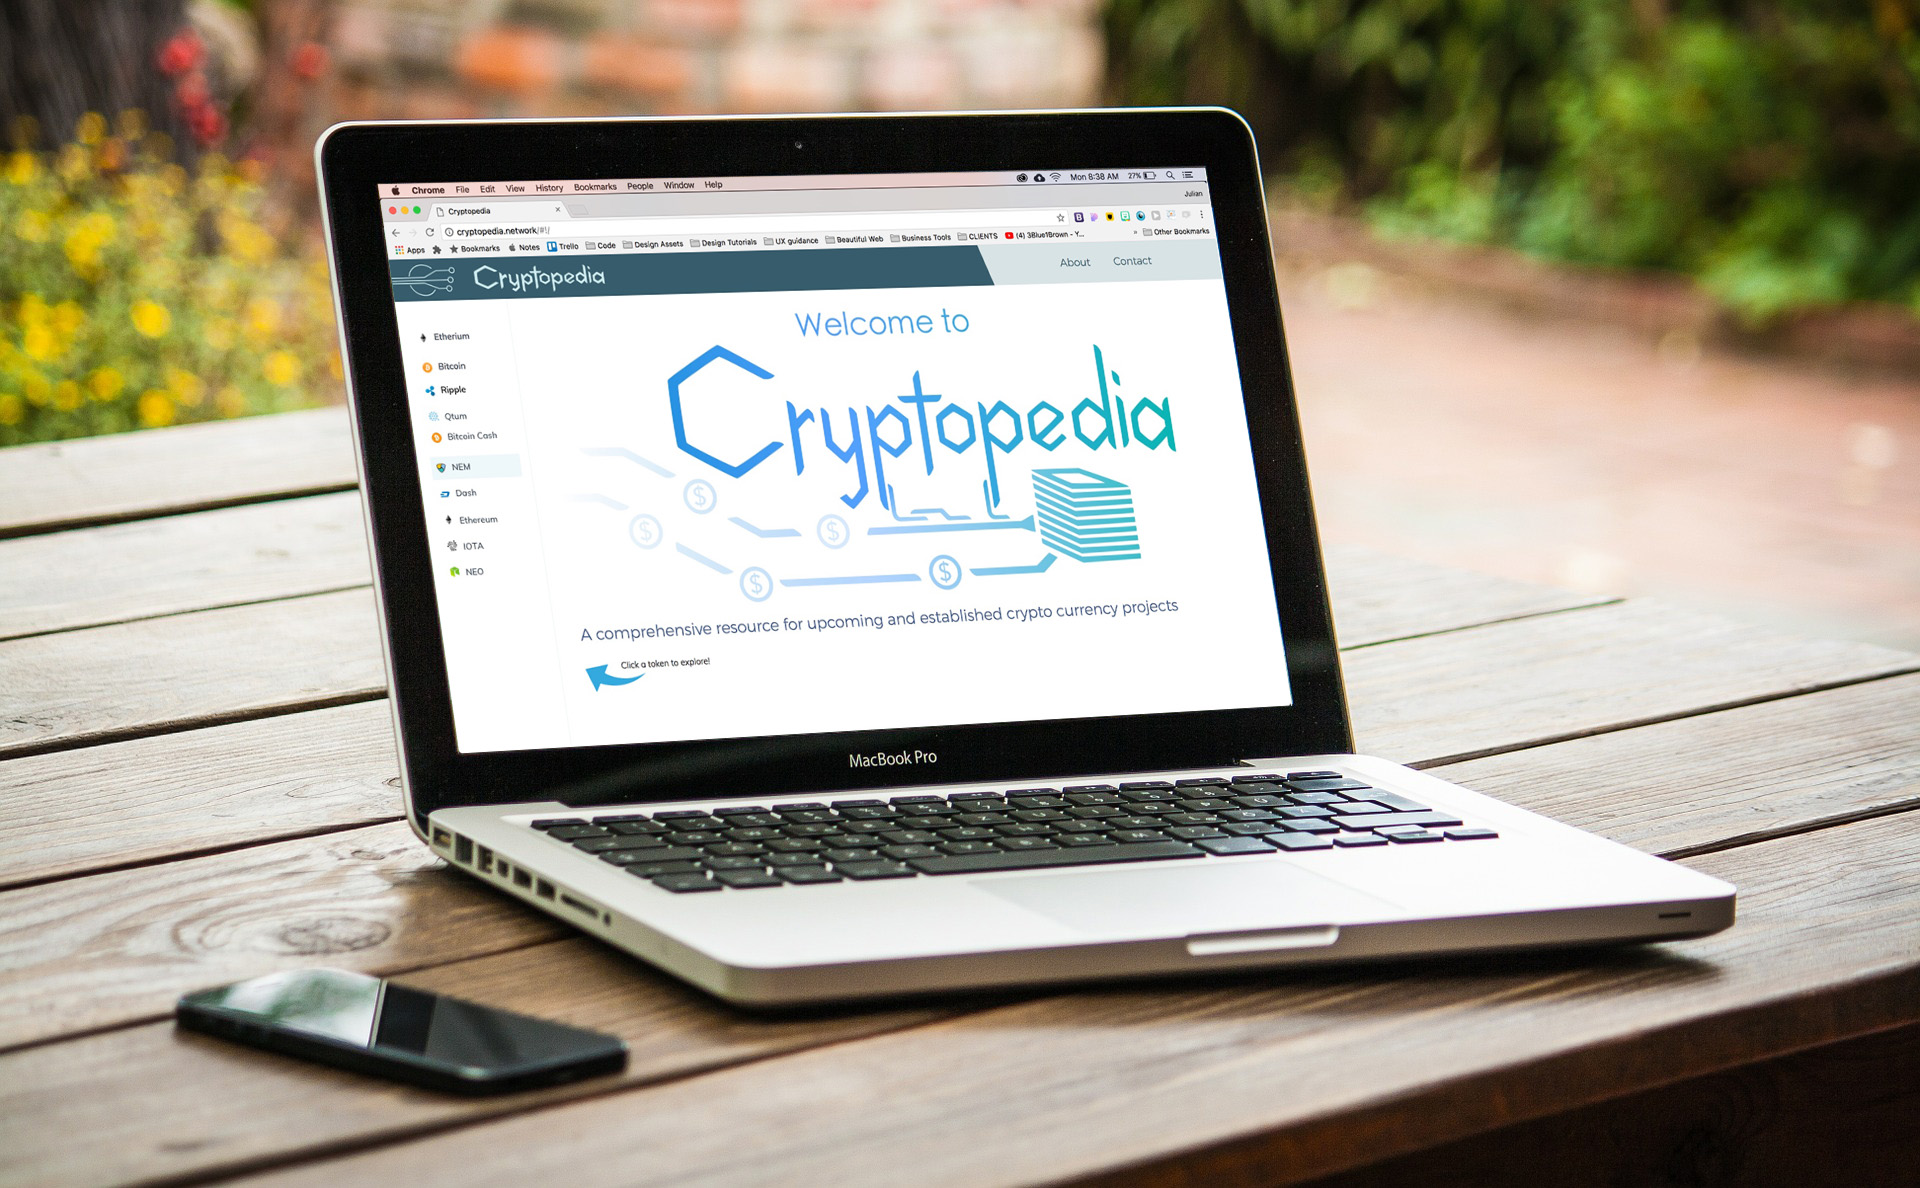 Chrome File Edit View History Bookmarks People Window Help Mon 8:38 AM 27%
Cryptopedia Julian
cryptopedia.network/#!/
Apps Bookmarks Notes Trello Code Design Assets Design Tutorials UX guidance Beautiful Web Business Tools CLIENTS (4) 3Blue1Brown - Y... » Other Bookmarks
Cryptopedia About Contact
Etherium
Bitcoin
Ripple
Qtum
Bitcoin Cash
NEM
Dash
Ethereum
IOTA
NEO
Welcome to
Cryptopedia
$ $ $ $ $
A comprehensive resource for upcoming and established crypto currency projects
Click a token to explore!
MacBook Pro